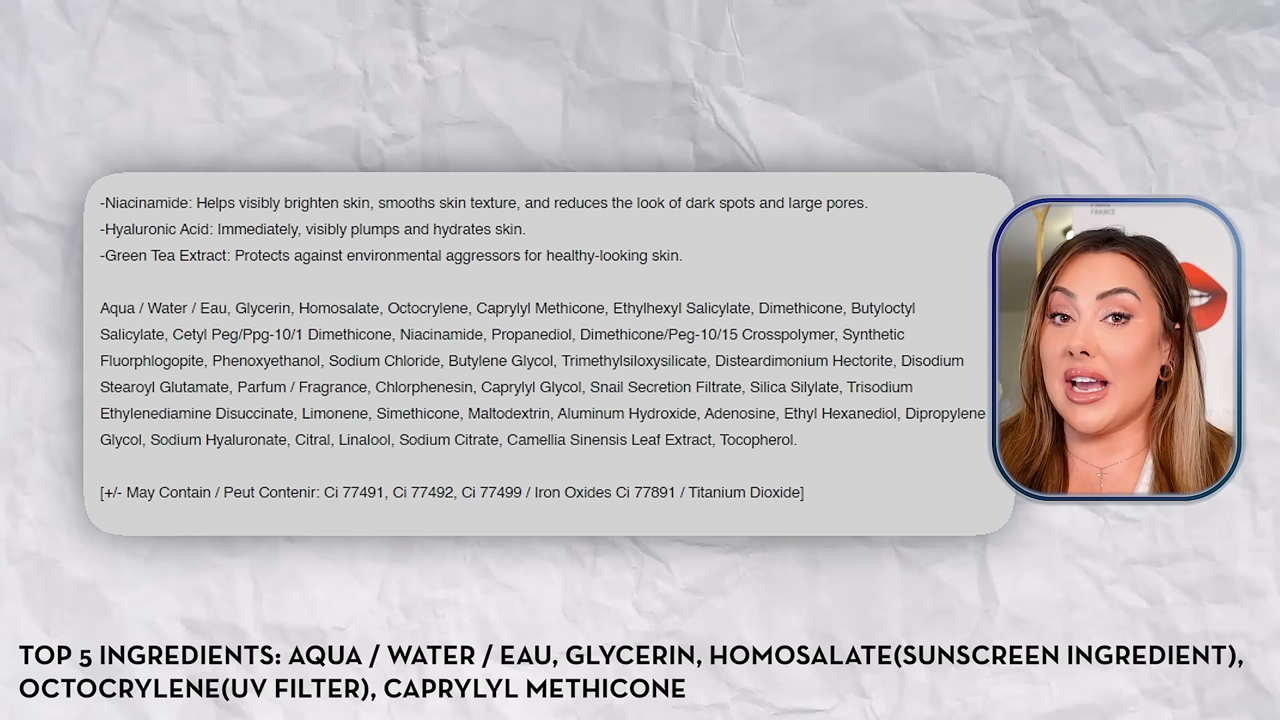 -Niacinamide: Helps visibly brighten skin, smooths skin texture, and reduces the look of dark spots and large pores.
-Hyaluronic Acid: Immediately, visibly plumps and hydrates skin.
-Green Tea Extract: Protects against environmental aggressors for healthy-looking skin.
Aqua / Water / Eau, Glycerin, Homosalate, Octocrylene, Caprylyl Methicone, Ethylhexyl Salicylate, Dimethicone, Butyloctyl
Salicylate, Cetyl Peg/Ppg-10/1 Dimethicone, Niacinamide, Propanediol, Dimethicone/Peg-10/15 Crosspolymer, Synthetic
Fluorphlogopite, Phenoxyethanol, Sodium Chloride, Butylene Glycol, Trimethylsiloxysilicate, Disteardimonium Hectorite, Disodium
Stearoyl Glutamate, Parfum / Fragrance, Chlorphenesin, Caprylyl Glycol, Snail Secretion Filtrate, Silica Silylate, Trisodium
Ethylenediamine Disuccinate, Limonene, Simethicone, Maltodextrin, Aluminum Hydroxide, Adenosine, Ethyl Hexanediol, Dipropylene
Glycol, Sodium Hyaluronate, Citral, Linalool, Sodium Citrate, Camellia Sinensis Leaf Extract, Tocopherol.
[+/- May Contain / Peut Contenir: Ci 77491, Ci 77492, Ci 77499 / Iron Oxides Ci 77891 / Titanium Dioxide]
FRANCE
TOP 5 INGREDIENTS: AQUA / WATER / EAU, GLYCERIN, HOMOSALATE(SUNSCREEN INGREDIENT),
OCTOCRYLENE(UV FILTER), CAPRYLYL METHICONE